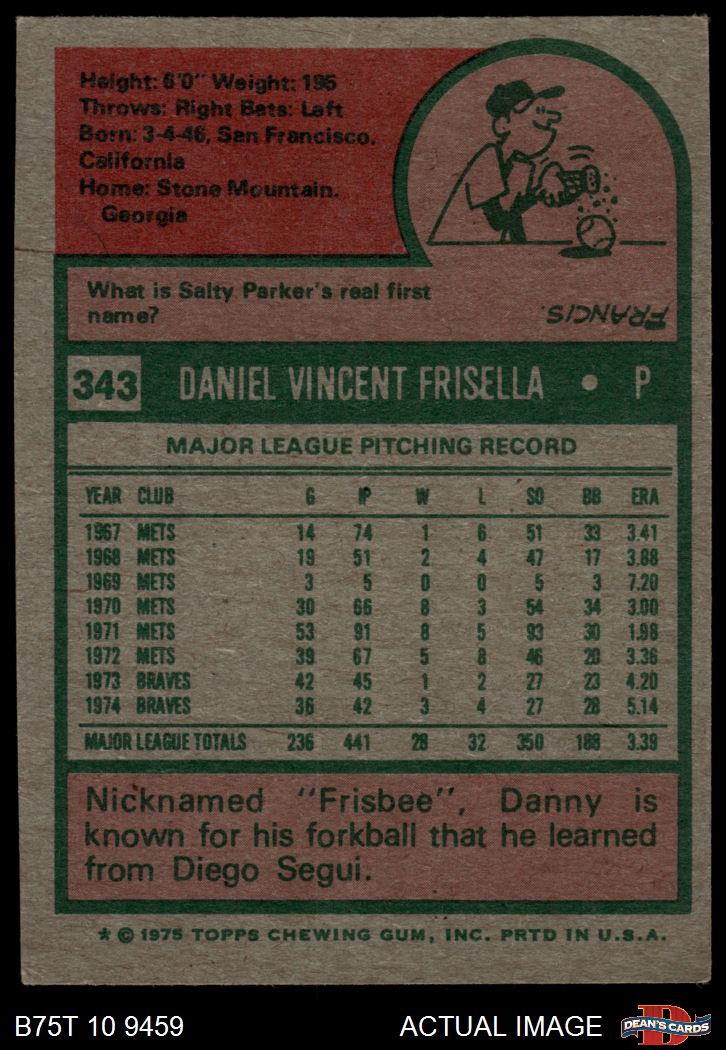 Height: 6'0" Weight: 195
Throws: Right Bats: Left
Born: 3-4-46, San Francisco,
California
Home: Stone Mountain,
Georgia
What is Salty Parker's real first
name?
FRANCIS.
343 DANIEL VINCENT FRISELLA • P
MAJOR LEAGUE PITCHING RECORD
YEAR CLUB G IP W L SO BB ERA
1967 METS 14 74 1 6 51 33 3.41
1968 METS 19 51 2 4 47 17 3.88
1969 METS 3 5 0 0 5 3 7.20
1970 METS 30 66 8 3 54 34 3.00
1971 METS 53 91 8 5 93 30 1.98
1972 METS 39 67 5 8 46 20 3.36
1973 BRAVES 42 45 1 2 27 23 4.20
1974 BRAVES 36 42 3 4 27 28 5.14
MAJOR LEAGUE TOTALS 236 441 28 32 350 188 3.39
Nicknamed "Frisbee", Danny is
known for his forkball that he learned
from Diego Segui.
* © 1975 TOPPS CHEWING GUM, INC. PRTD IN U.S.A.
B75T 10 9459 ACTUAL IMAGE D DEAN'S CARDS